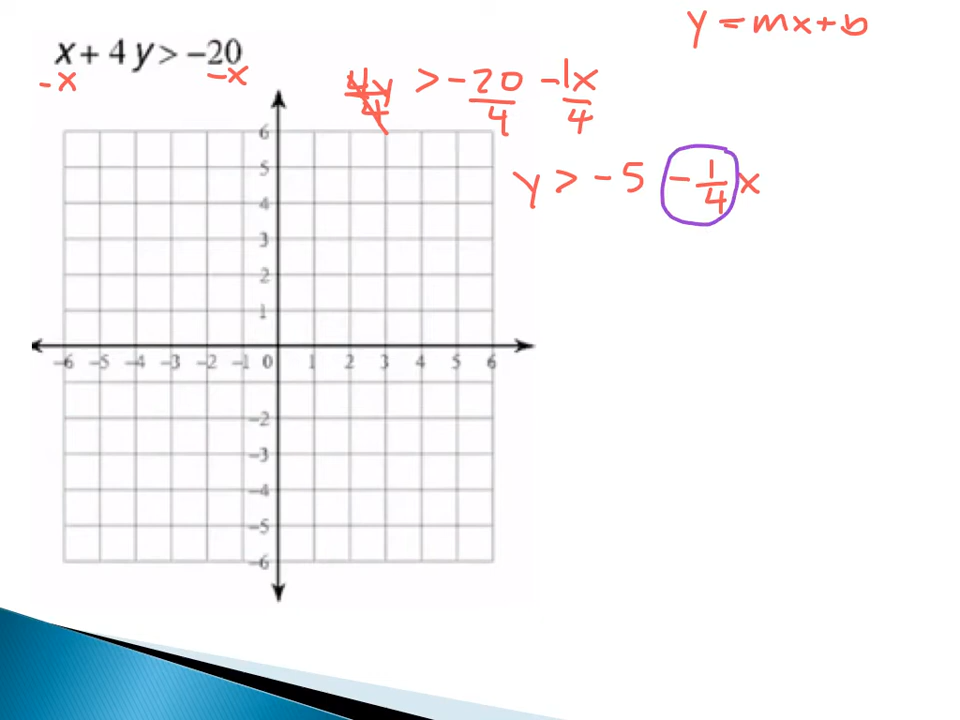 y = mx + b
x + 4y > −20
-x -x
4y/4 > -20/4 -1x/4
y > -5 -1/4 x
6
5
4
3
2
1
−6 −5 −4 −3 −2 −1 0 1 2 3 4 5 6
−2
−3
−4
−5
−6